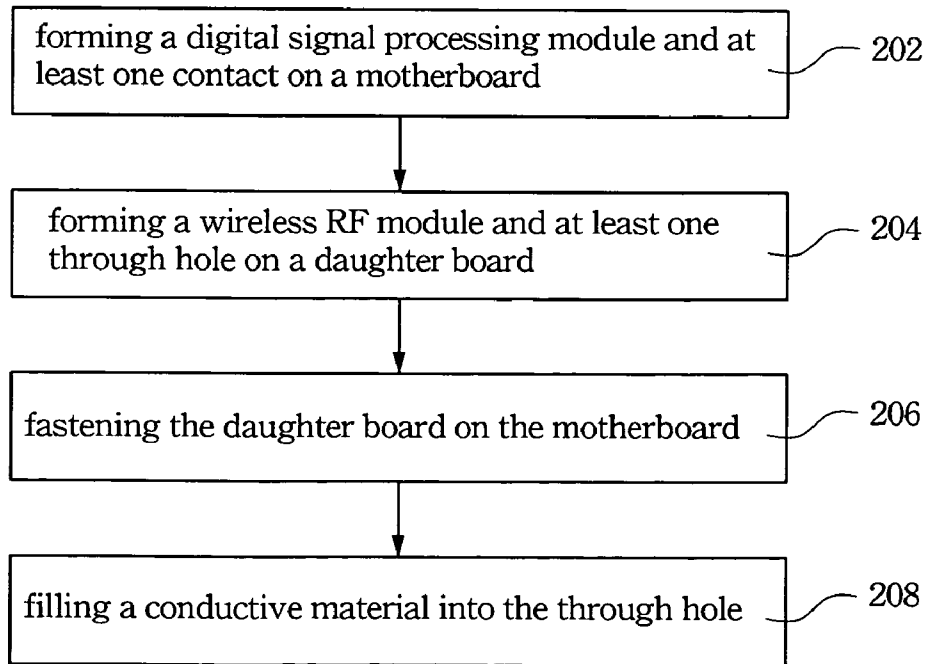 forming a digital signal processing module and at
least one contact on a motherboard
202
forming a wireless RF module and at least one
through hole on a daughter board
204
fastening the daughter board on the motherboard
206
filling a conductive material into the through hole
208